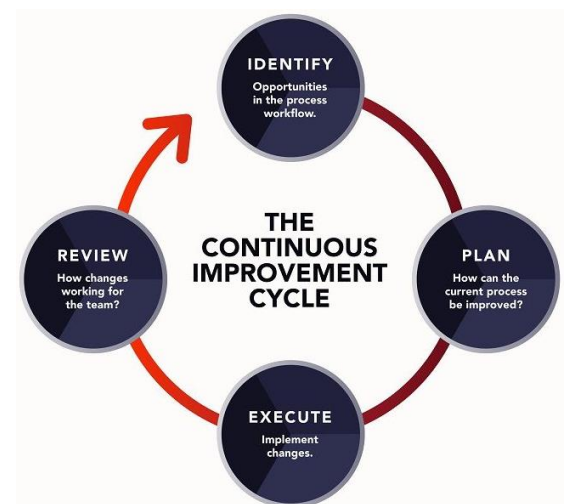 IDENTIFY
Opportunities
in the process
workflow.
THE
CONTINUOUS
IMPROVEMENT
CYCLE
PLAN
How can the
current process
be improved?
EXECUTE
Implement
changes.
REVIEW
How changes
working for
the team?